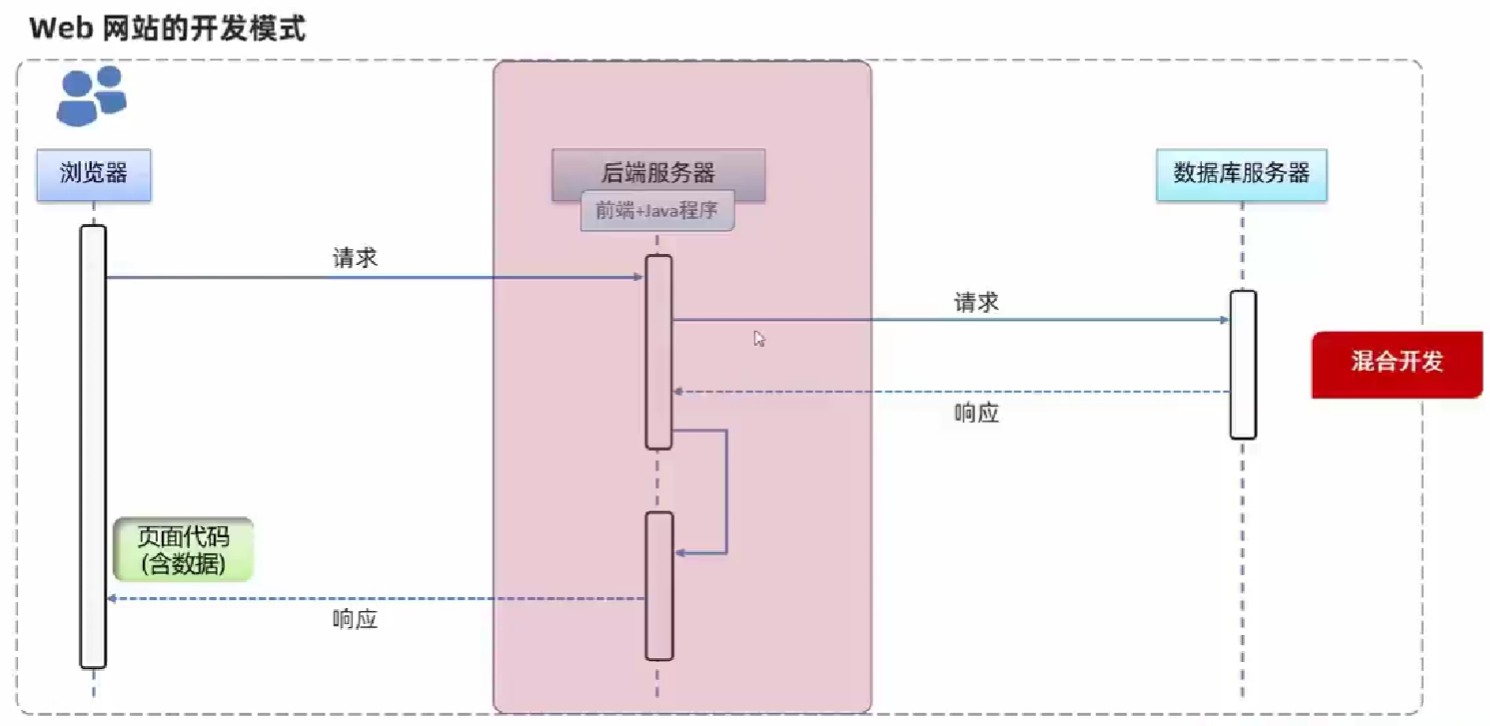 Web 网站的开发模式
浏览器
后端服务器
前端+Java程序
数据库服务器
请求
请求
混合开发
响应
页面代码
(含数据)
响应